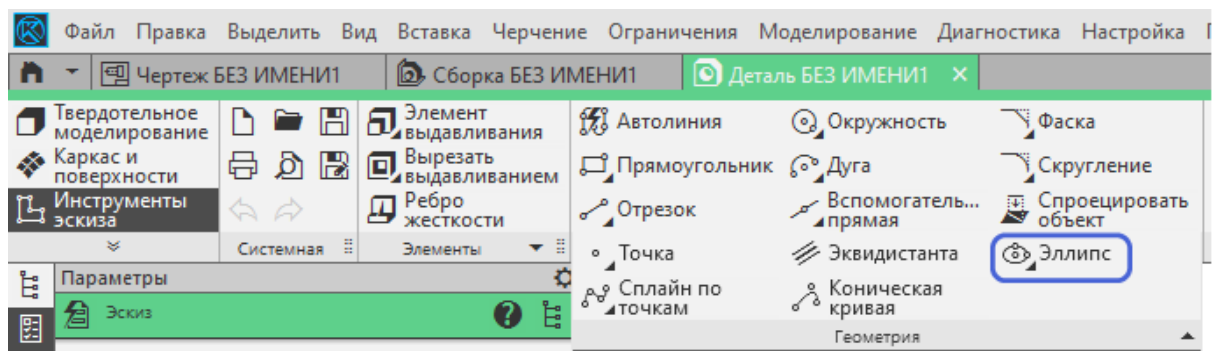 Файл Правка Выделить Вид Вставка Черчение Ограничения Моделирование Диагностика Настройка
Чертеж БЕЗ ИМЕНИ1 Сборка БЕЗ ИМЕНИ1 Деталь БЕЗ ИМЕНИ1
Твердотельное
моделирование
Каркас и
поверхности
Инструменты
эскиза
Системная
Элемент
выдавливания
Вырезать
выдавливанием
Ребро
жесткости
Элементы
Автолиния Окружность Фаска
Прямоугольник Дуга Скругление
Отрезок Вспомогатель...
прямая
Спроецировать
объект
Точка Эквидистанта Эллипс
Сплайн по
точкам
Коническая
кривая
Геометрия
Параметры
Эскиз